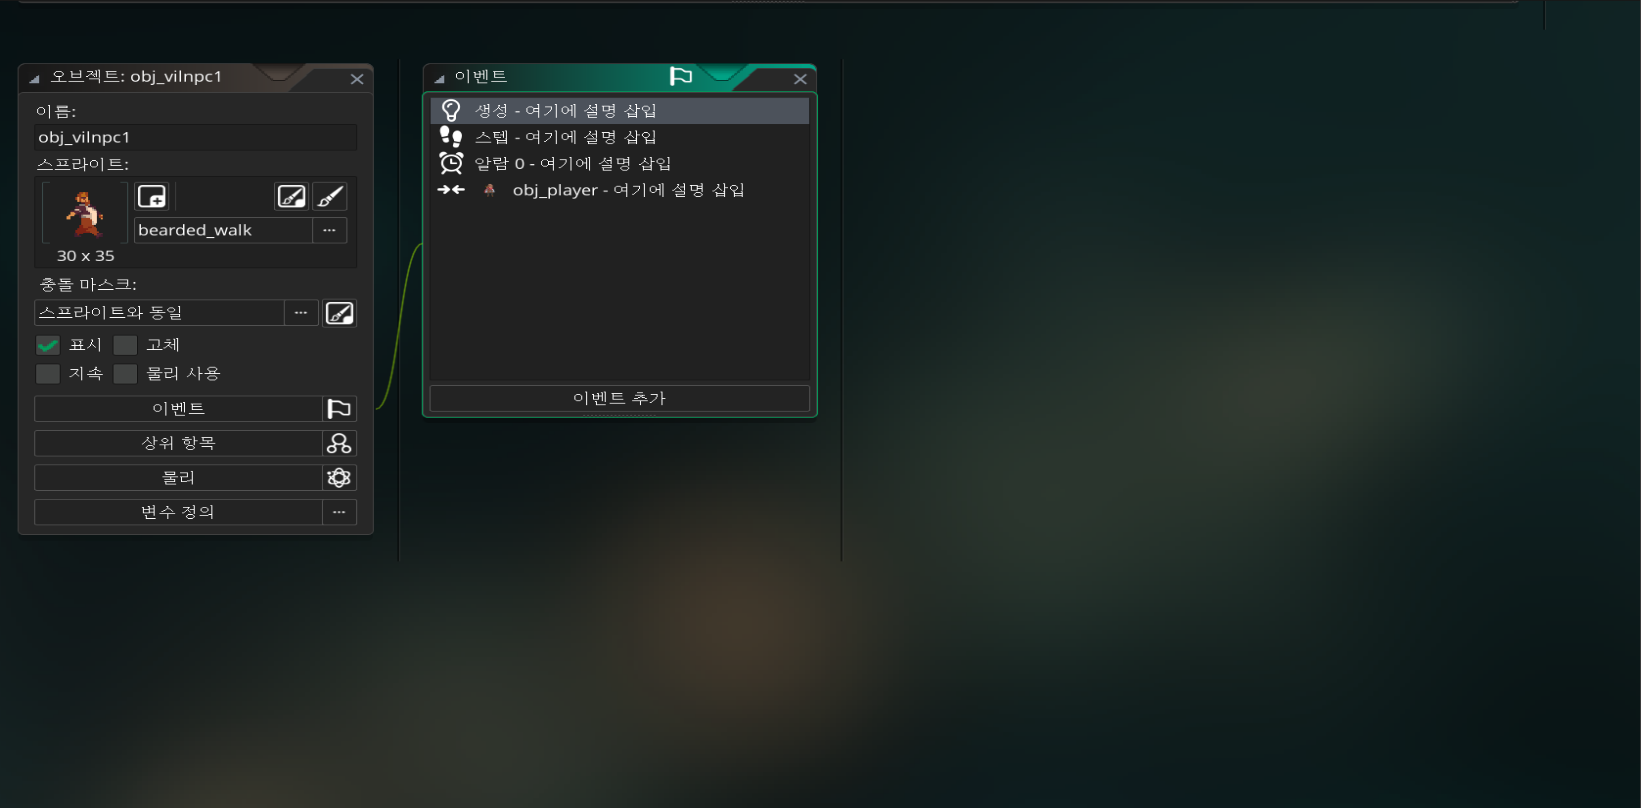 오브젝트: obj_vilnpc1
이름:
obj_vilnpc1
스프라이트:
bearded_walk
...
30 x 35
충돌 마스크:
스프라이트와 동일
...
표시
고체
지속
물리 사용
이벤트
상위 항목
물리
변수 정의
...
이벤트
생성 - 여기에 설명 삽입
스텝 - 여기에 설명 삽입
알람 0 - 여기에 설명 삽입
obj_player - 여기에 설명 삽입
이벤트 추가